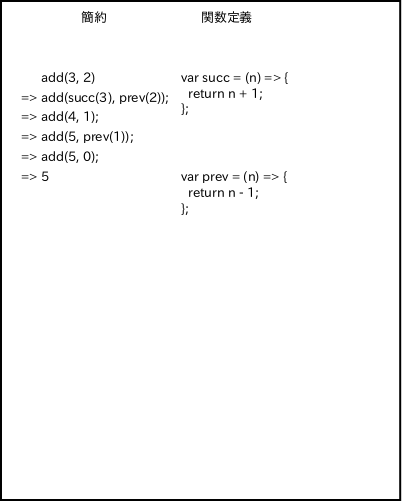 簡約
関数定義
add(3, 2)
=> add(succ(3), prev(2));
=> add(4, 1);
=> add(5, prev(1));
=> add(5, 0);
=> 5
var succ = (n) => {
return n + 1;
};
var prev = (n) => {
return n - 1;
};